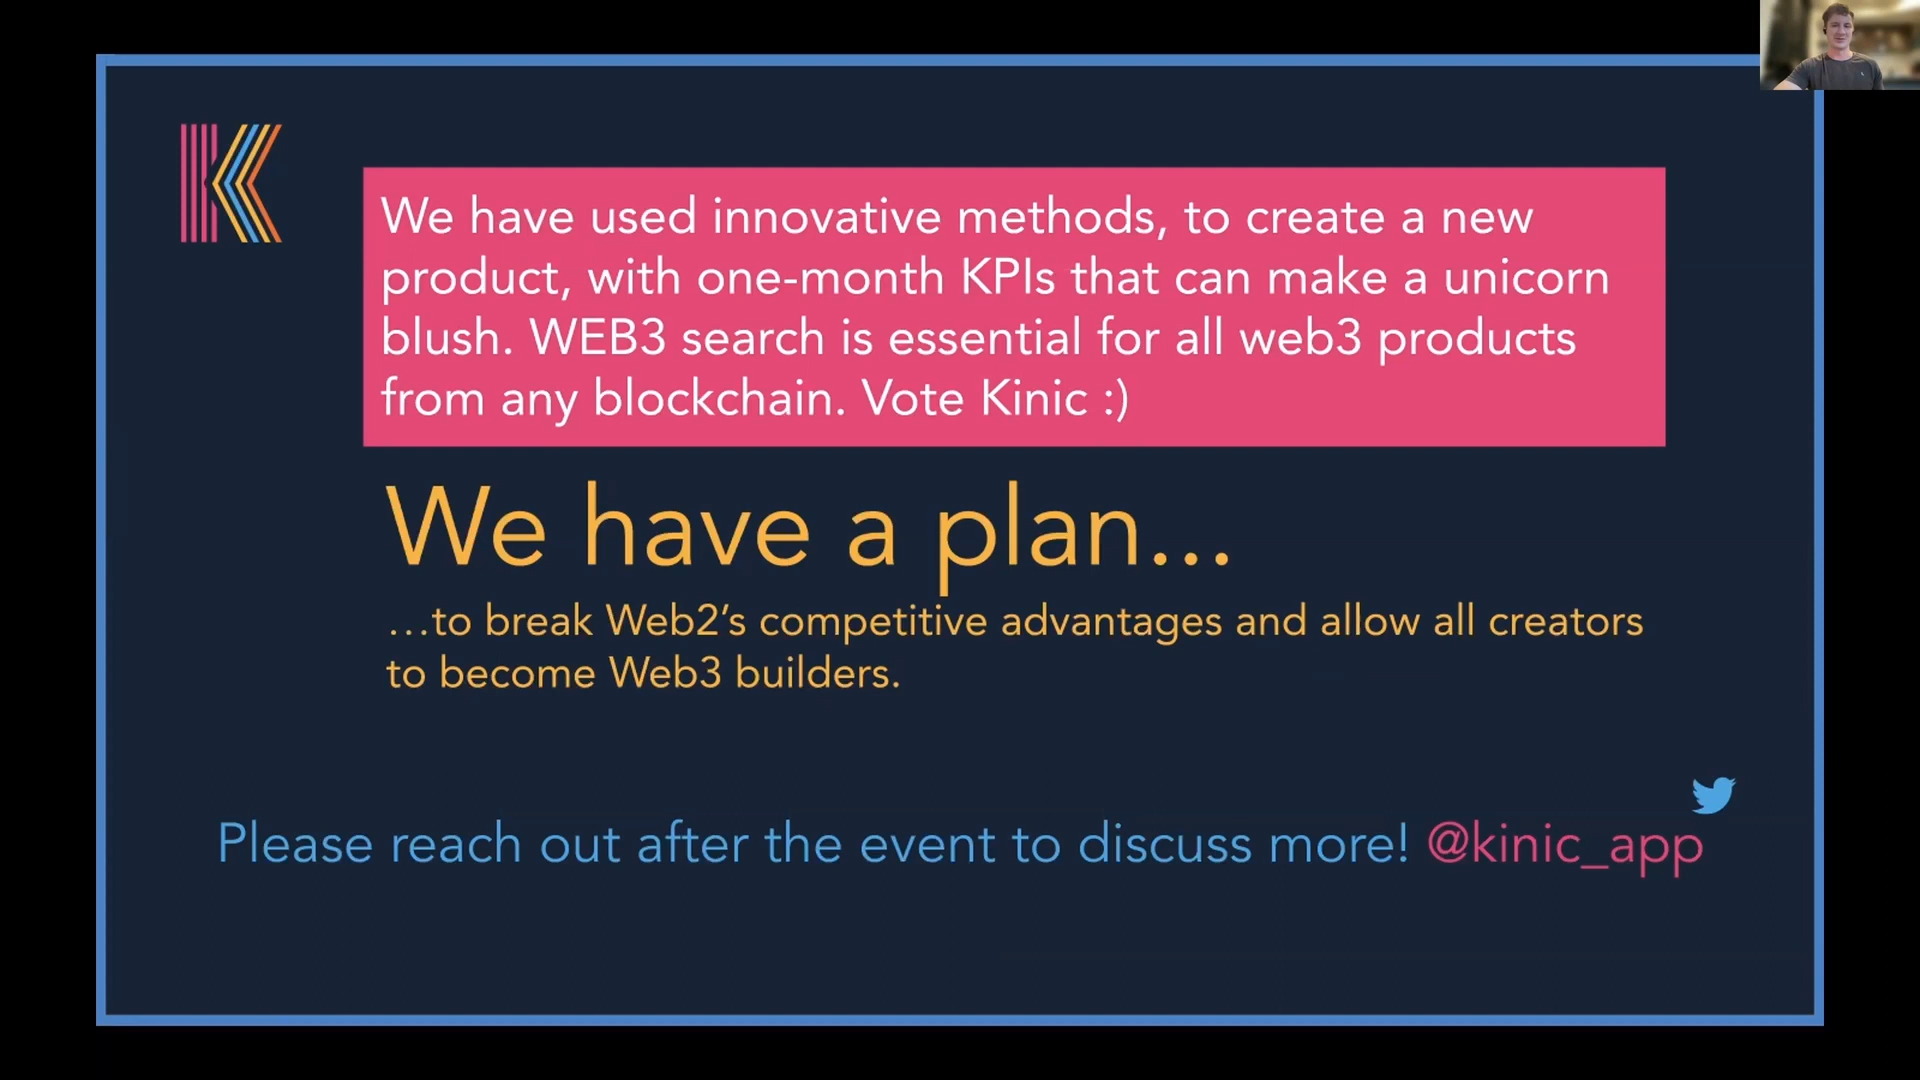 We have used innovative methods, to create a new
product, with one-month KPIs that can make a unicorn
blush. WEB3 search is essential for all web3 products
from any blockchain. Vote Kinic :)
We have a plan...
...to break Web2’s competitive advantages and allow all creators
to become Web3 builders.
Please reach out after the event to discuss more! @kinic_app